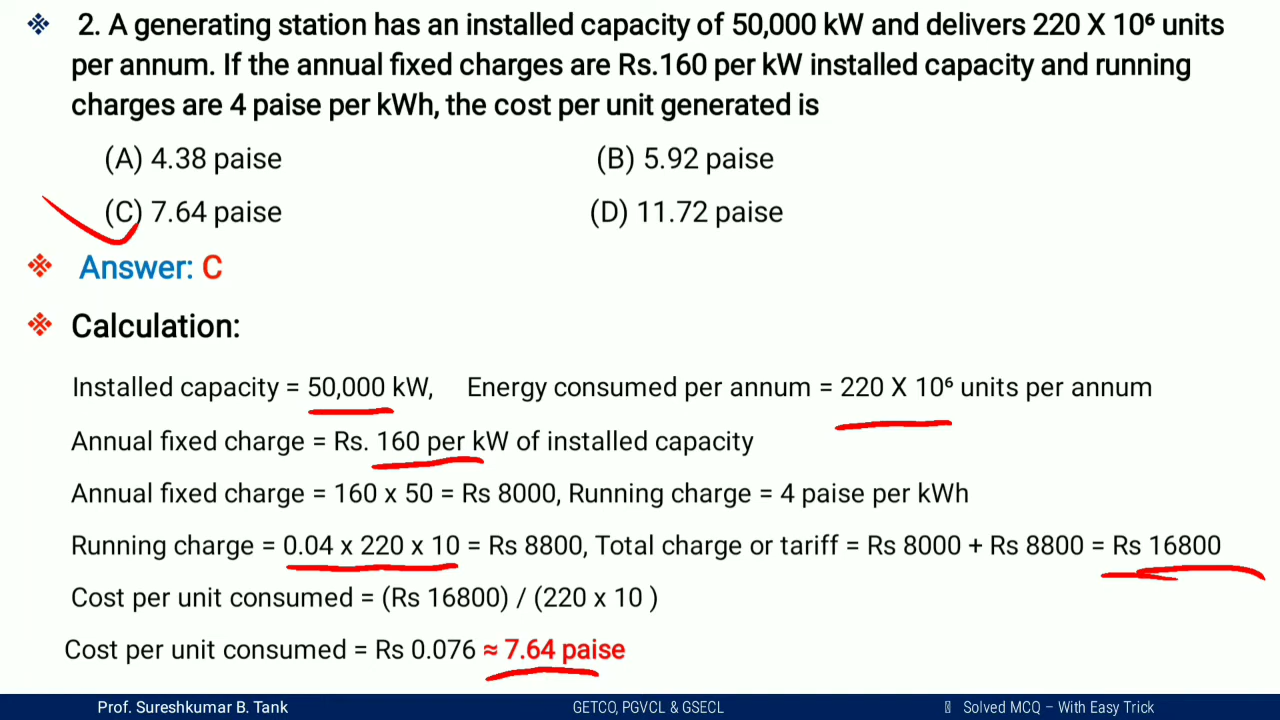 2. A generating station has an installed capacity of 50,000 kW and delivers 220 X 10⁶ units
per annum. If the annual fixed charges are Rs.160 per kW installed capacity and running
charges are 4 paise per kWh, the cost per unit generated is
(A) 4.38 paise (B) 5.92 paise
(C) 7.64 paise (D) 11.72 paise
Answer: C
Calculation:
Installed capacity = 50,000 kW, Energy consumed per annum = 220 X 10⁶ units per annum
Annual fixed charge = Rs. 160 per kW of installed capacity
Annual fixed charge = 160 x 50 = Rs 8000, Running charge = 4 paise per kWh
Running charge = 0.04 x 220 x 10 = Rs 8800, Total charge or tariff = Rs 8000 + Rs 8800 = Rs 16800
Cost per unit consumed = (Rs 16800) / (220 x 10 )
Cost per unit consumed = Rs 0.076 ≈ 7.64 paise
Prof. Sureshkumar B. Tank GETCO, PGVCL & GSECL Solved MCQ – With Easy Trick